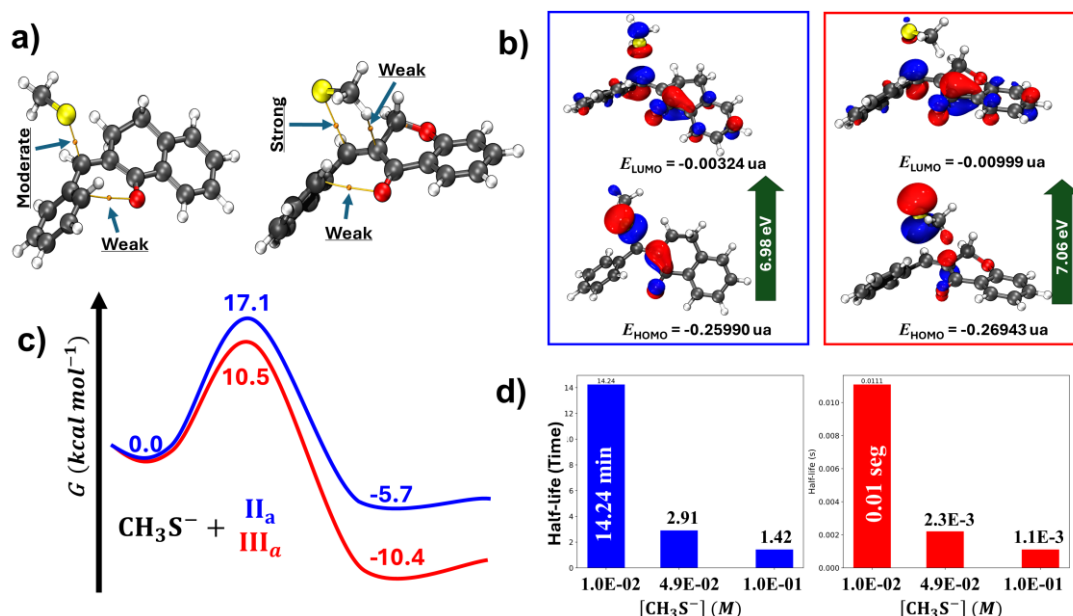 a)
Weak
Moderate
Strong
Weak
Weak
b)
E_LUMO = -0.00324 ua
6.98 eV
E_HOMO = -0.25990 ua
E_LUMO = -0.00999 ua
7.06 eV
E_HOMO = -0.26943 ua
c)
G (kcal mol⁻¹)
17.1
10.5
0.0
-5.7
-10.4
CH₃S⁻ + IIₐ
IIIₐ
d)
Half-life (Time)
14
12
10
8
6
4
2
0
14.24
14.24 min
2.91
1.42
1.0E-02 4.9E-02 1.0E-01
[CH₃S⁻] (M)
Half-life (s)
0.010
0.008
0.006
0.004
0.002
0.000
0.0111
0.01 seg
2.3E-3
1.1E-3
1.0E-02 4.9E-02 1.0E-01
[CH₃S⁻] (M)